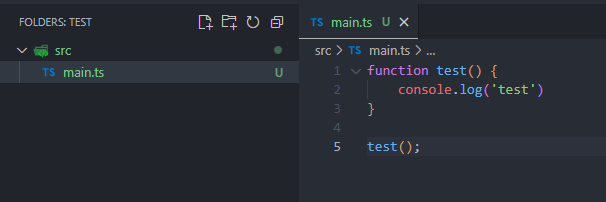 FOLDERS: TEST
src
TS main.ts U
TS main.ts U
src > TS main.ts > ...
1 function test() {
2 console.log('test')
3 }
4
5 test();